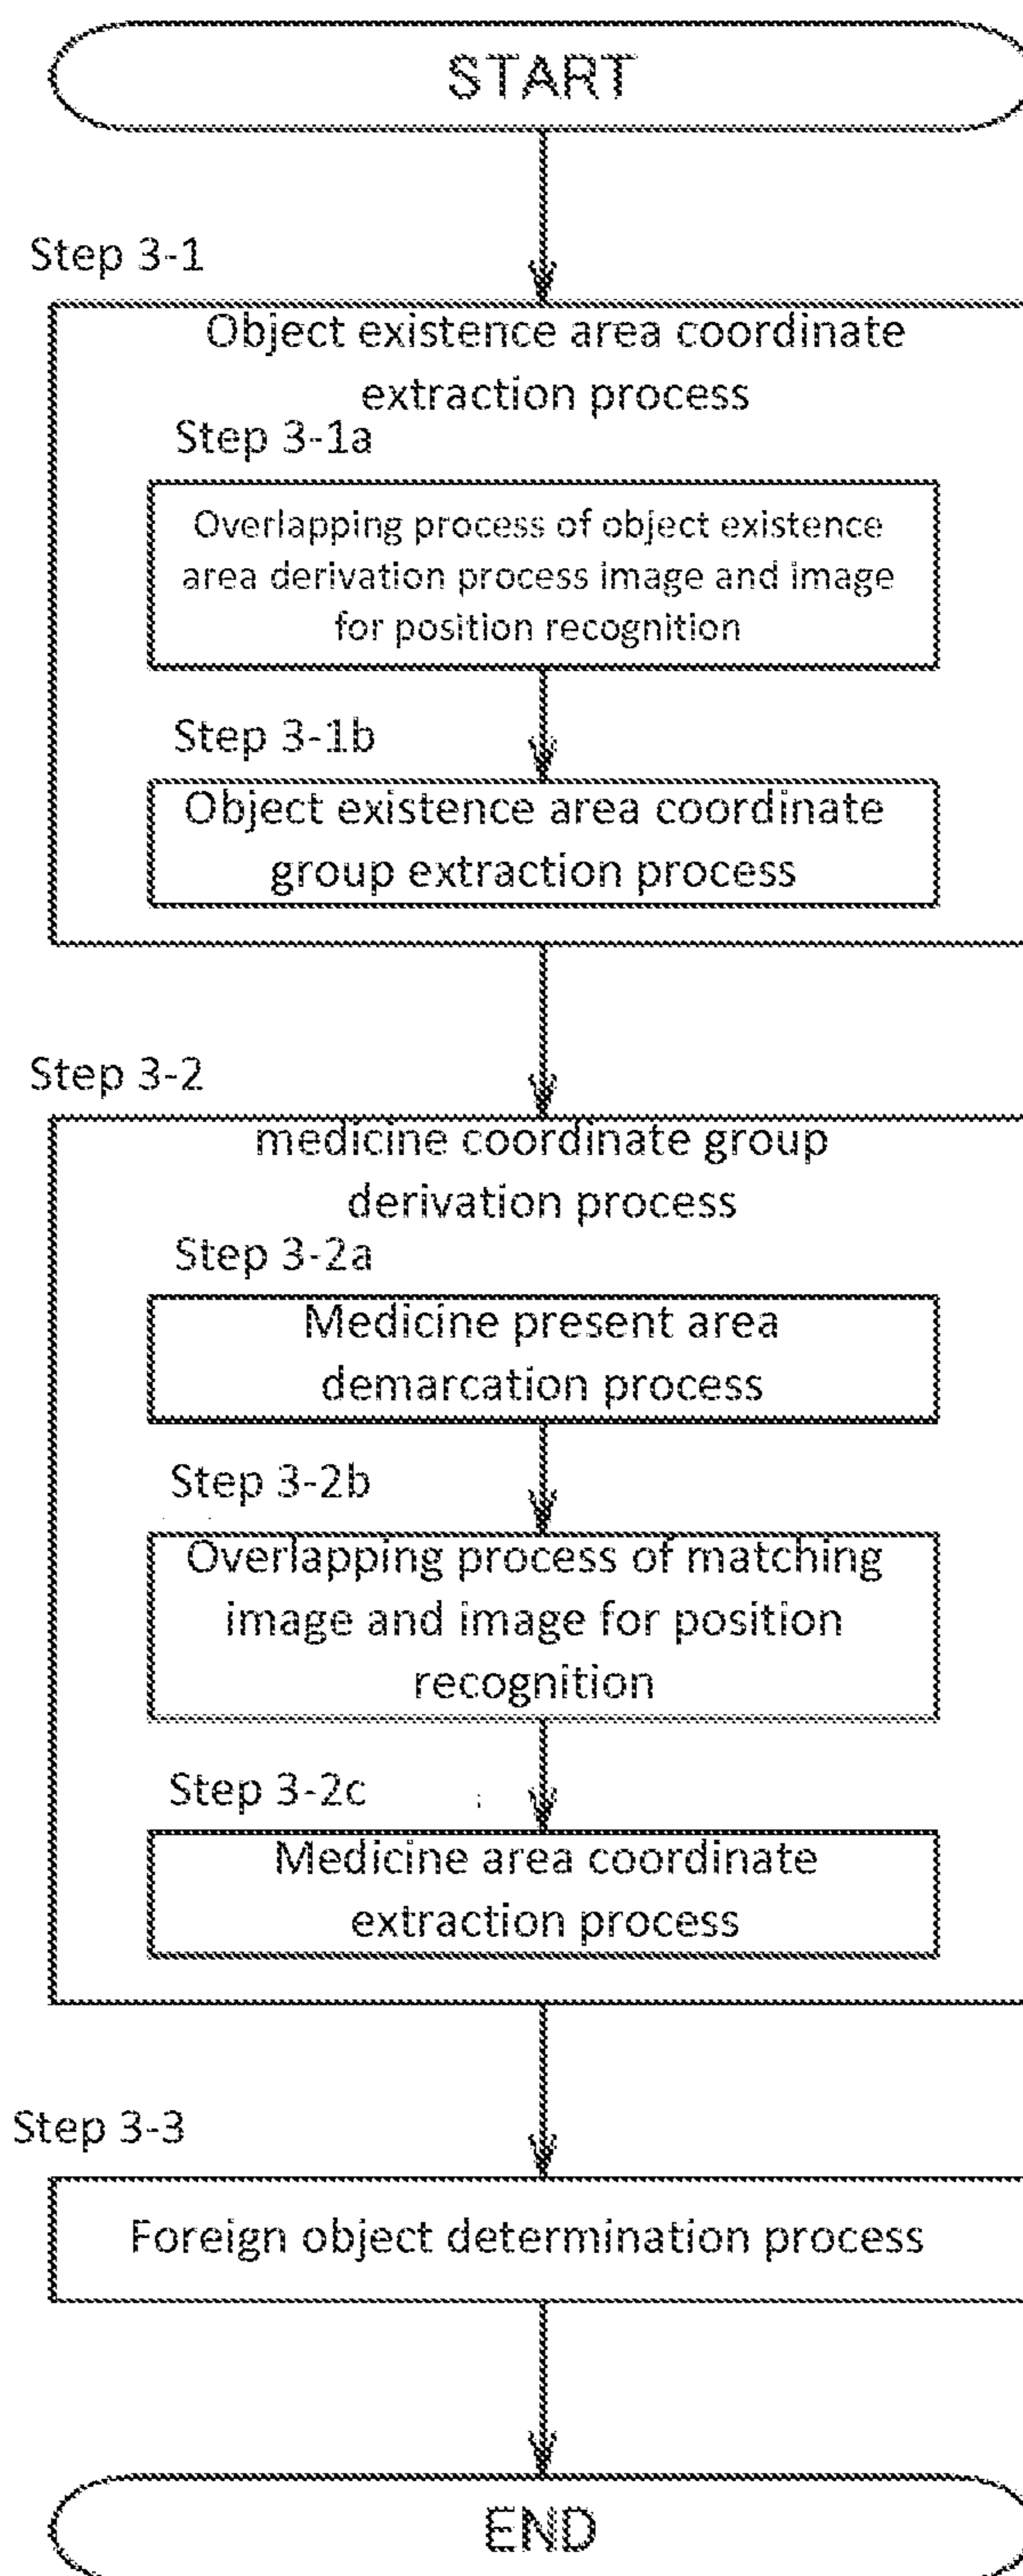 START
Step 3-1
Object existence area coordinate
extraction process
Step 3-1a
Overlapping process of object existence
area derivation process image and image
for position recognition
Step 3-1b
Object existence area coordinate
group extraction process
Step 3-2
medicine coordinate group
derivation process
Step 3-2a
Medicine present area
demarcation process
Step 3-2b
Overlapping process of matching
image and image for position
recognition
Step 3-2c
Medicine area coordinate
extraction process
Step 3-3
Foreign object determination process
END